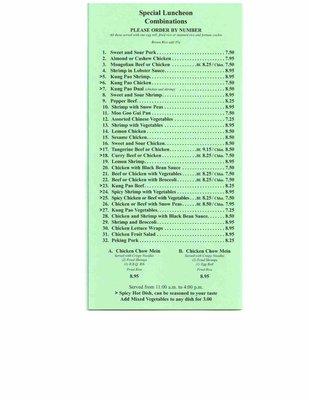 Special Luncheon
Combinations
PLEASE ORDER BY NUMBER
All these served with one egg roll, fried rice or steamed rice and fortune cookie
Brown Rice add 35¢
1. Sweet and Sour Pork 7.50
2. Almond or Cashew Chicken 7.95
3. Mongolian Beef or Chicken Bf. 8.25 / Chkn. 7.50
4. Shrimp in Lobster Sauce 8.95
>5. Kung Pao Shrimp 8.95
>6. Kung Pao Chicken 7.50
>7. Kung Pao Dual (chicken and shrimp) 8.50
8. Sweet and Sour Shrimp 8.95
9. Pepper Beef 8.25
10. Shrimp with Snow Peas 8.95
11. Moo Goo Gai Pan 7.50
12. Assorted Chinese Vegetables 7.25
13. Shrimp with Vegetables 8.95
14. Lemon Chicken 8.50
15. Sesame Chicken 8.50
16. Sweet and Sour Chicken 8.50
>17. Tangerine Beef or Chicken Bf. 9.15 / Chkn. 8.50
>18. Curry Beef or Chicken Bf. 8.25 / Chkn. 7.50
19. Lemon Shrimp 8.95
20. Chicken with Black Bean Sauce 7.50
21. Beef or Chicken with Vegetables Bf. 8.25 / Chkn. 7.50
22. Beef or Chicken with Broccoli Bf. 8.25 / Chkn. 7.50
>23. Kung Pao Beef 8.25
>24. Spicy Shrimp with Vegetables 8.95
>25. Spicy Chicken or Beef with Vegetables Bf. 8.25 / Chkn. 7.50
26. Chicken or Beef with Snow Peas Bf. 8.50 / Chkn. 7.95
>27. Kung Pao Vegetables 7.25
28. Chicken and Shrimp with Black Bean Sauce 8.50
29. Shrimp and Broccoli 8.95
30. Chicken Lettuce Wraps 8.95
31. Chicken Fruit Salad 8.95
32. Peking Pork 8.25
A. Chicken Chow Mein
Served with Crispy Noodles
(2) Fried Shrimps
(1) B.B.Q. Rib
Fried Rice
8.95
B. Chicken Chow Mein
Served with Crispy Noodles
(2) Fried Shrimps
(1) Egg Roll
Fried Rice
8.95
Served from 11:00 a.m. to 4:00 p.m.
> Spicy Hot Dish, can be seasoned to your taste
Add Mixed Vegetables to any dish for 3.00